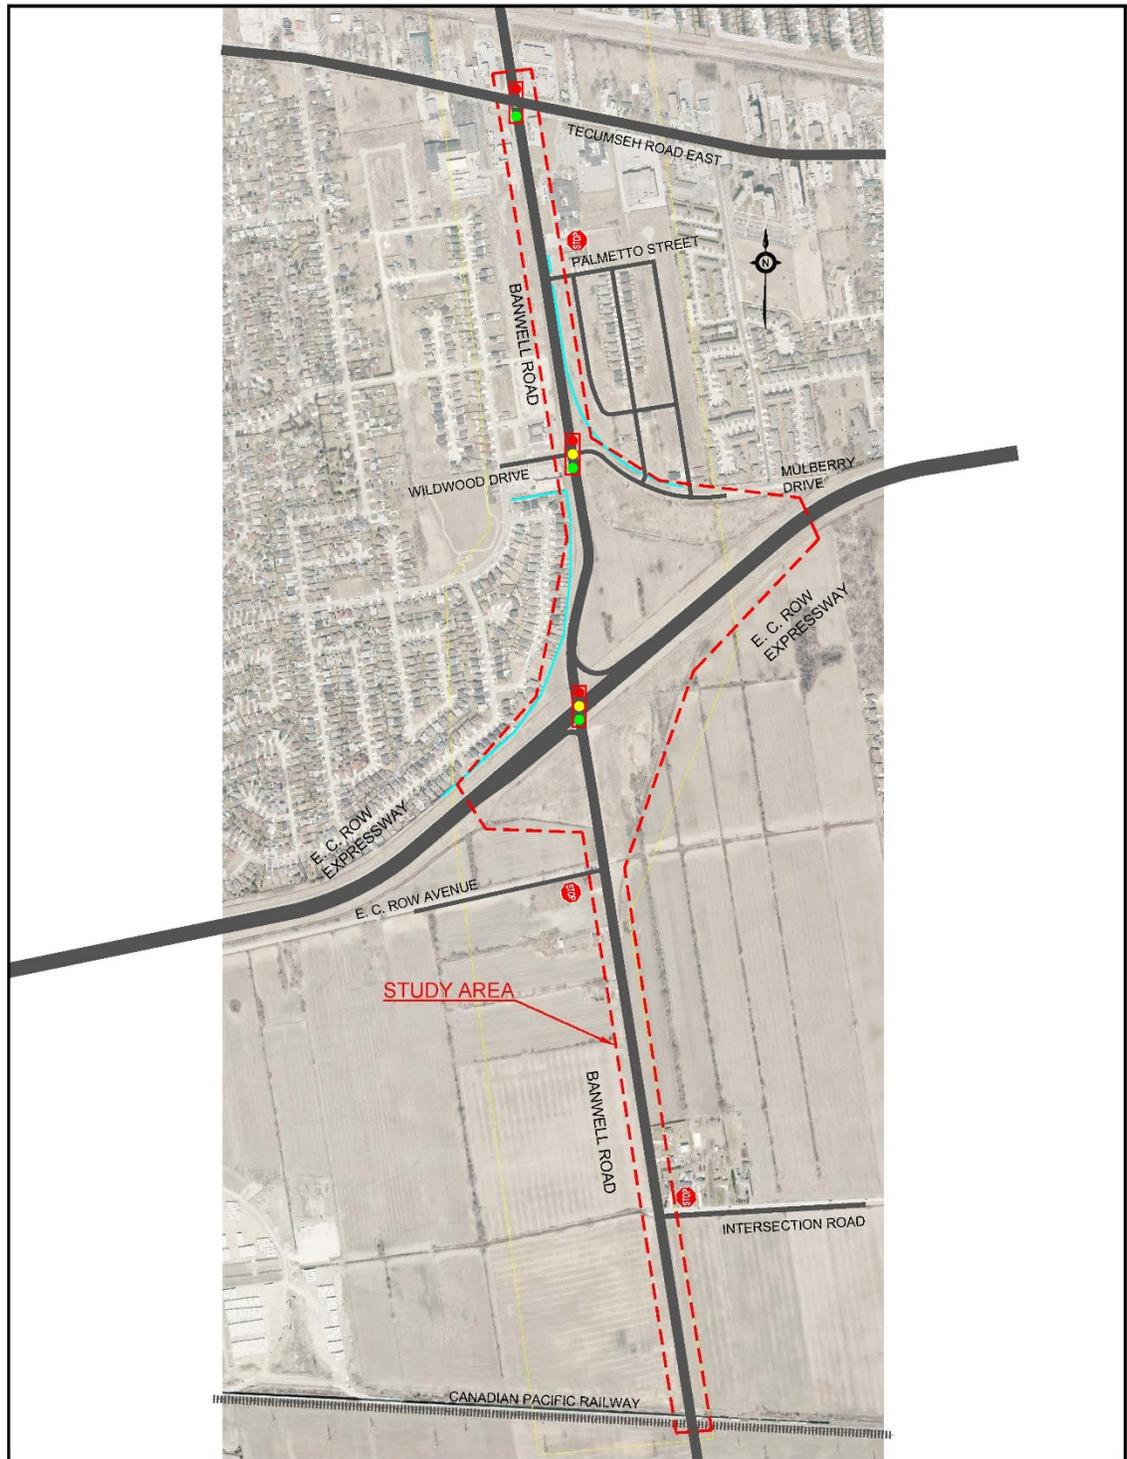 TECUMSEH ROAD EAST
STOP
PALMETTO STREET
N
BANWELL ROAD
WILDWOOD DRIVE
MULBERRY
DRIVE
E. C. ROW
EXPRESSWAY
E. C. ROW
EXPRESSWAY
E. C. ROW AVENUE
STOP
STUDY AREA
BANWELL ROAD
STOP
INTERSECTION ROAD
CANADIAN PACIFIC RAILWAY